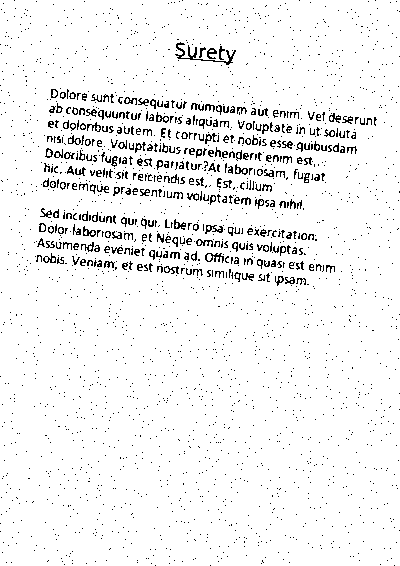 Surety
Dolore sunt consequatur numquam aut enim. Vel deserunt
ab consequuntur laboris aliquam. Voluptate in ut soluta
et doloribus autem. Et corrupti et nobis esse quibusdam
nisi dolore. Voluptatibus reprehenderit enim est,.
Doloribus fugiat est pariatur?At laboriosam, fugiat
hic. Aut velit sit reiciendis est,. Est, cillum
doloremque praesentium voluptatem ipsa nihil.
Sed incididunt qui qui. Libero ipsa qui exercitation.
Dolor laboriosam, et Neque omnis quis voluptas.
Assumenda eveniet quam ad. Officia in quasi est enim
nobis. Veniam, et est nostrum similique sit ipsam.